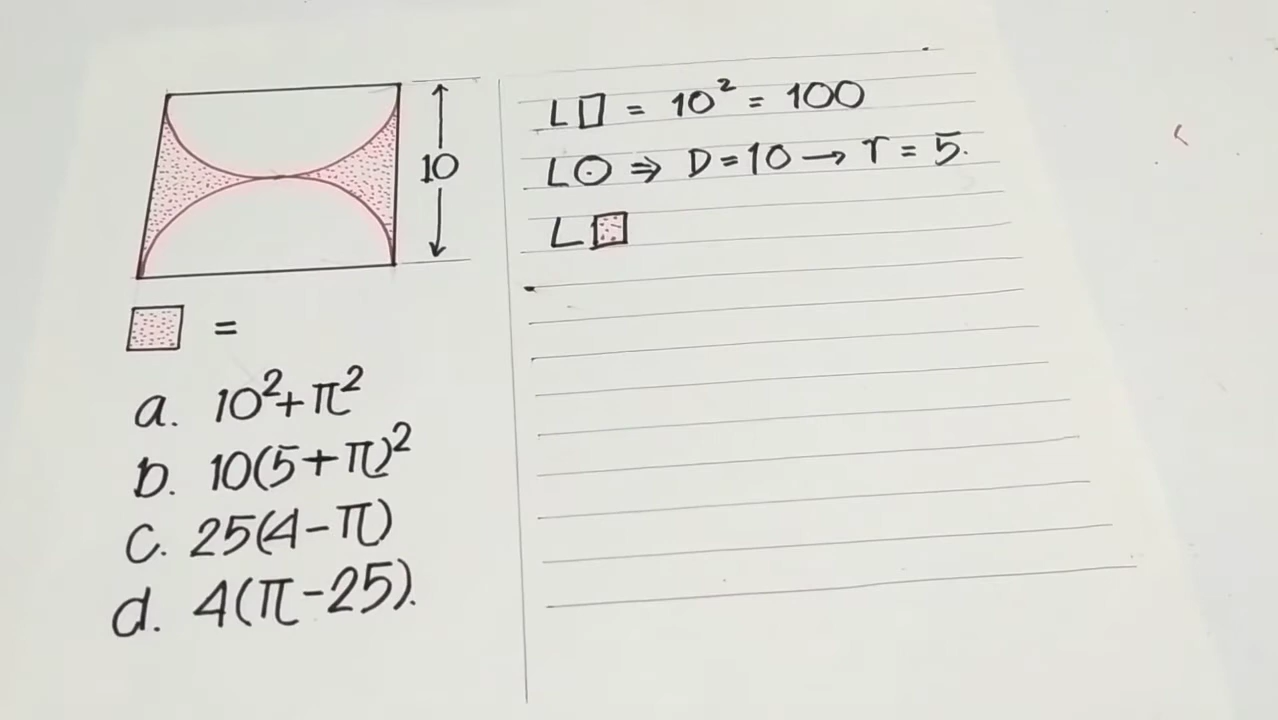 10
=
a. 10²+π²
b. 10(5+π)²
c. 25(4-π)
d. 4(π-25).
L□ = 10² = 100
L⊙ ⇒ D=10 → r = 5.
L